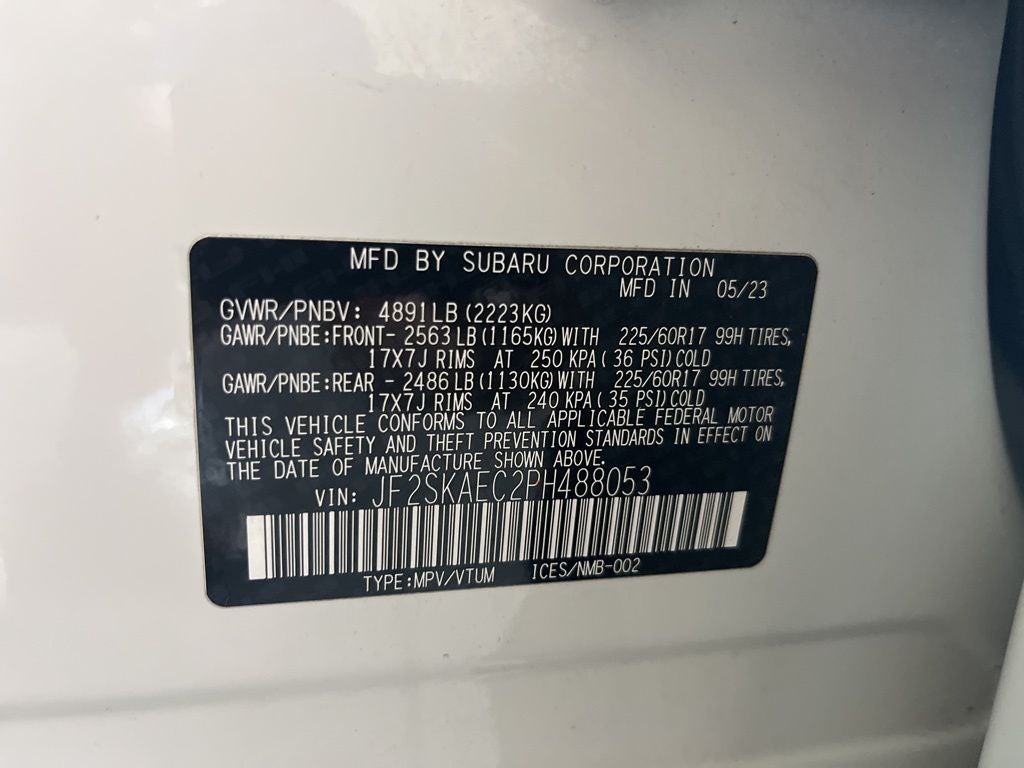 MFD BY SUBARU CORPORATION
MFD IN 05/23
GVWR/PNBV: 4891LB(2223KG)
GAWR/PNBE:FRONT- 2563LB(1165KG)WITH 225/60R17 99H TIRES,
17X7J RIMS AT 250 KPA( 36 PSI)COLD
GAWR/PNBE:REAR - 2486LB(1130KG)WITH 225/60R17 99H TIRES,
17X7J RIMS AT 240 KPA( 35 PSI)COLD
THIS VEHICLE CONFORMS TO ALL APPLICABLE FEDERAL MOTOR
VEHICLE SAFETY AND THEFT PREVENTION STANDARDS IN EFFECT ON
THE DATE OF MANUFACTURE SHOWN ABOVE.
VIN: JF2SKAEC2PH488053
TYPE:MPV/VTUM ICES/NMB-002